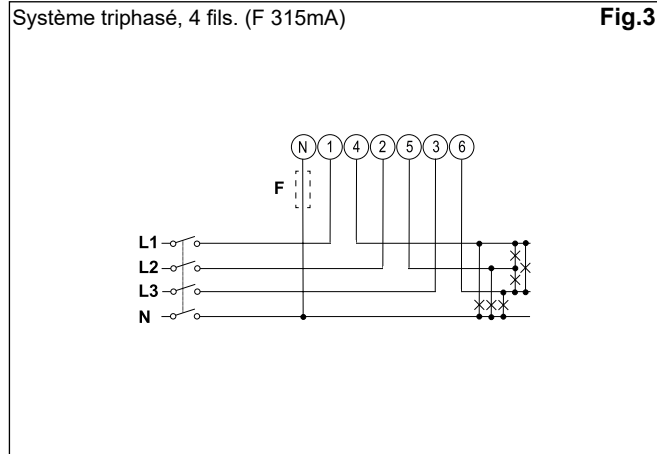 Système triphasé, 4 fils. (F 315mA) Fig.3
N 1 4 2 5 3 6
F
L1
L2
L3
N